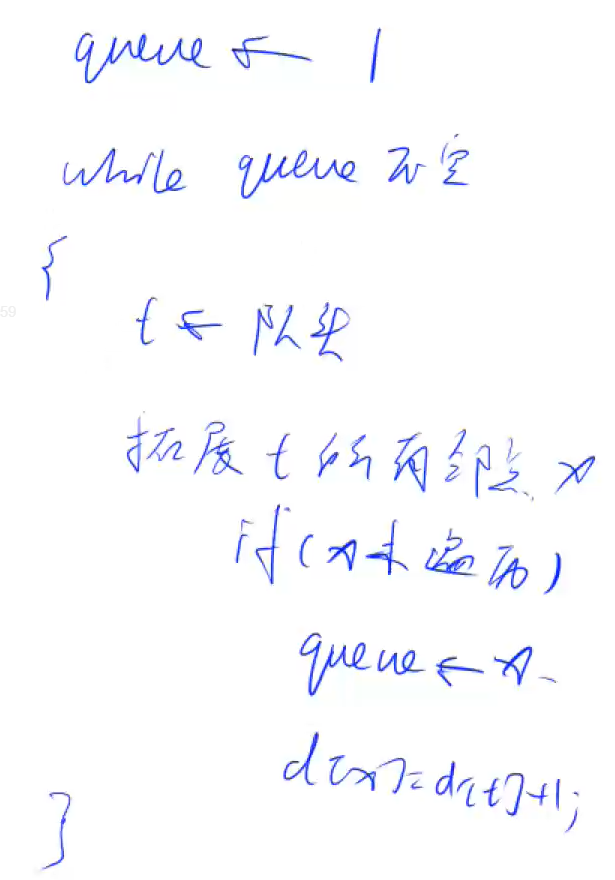 queue ← 1
while queue 不空
{
59
t ← 队头
拓展 t 所有邻点 x
if (x未遍历)
queue ← x
d[x] = d[t] + 1;
}